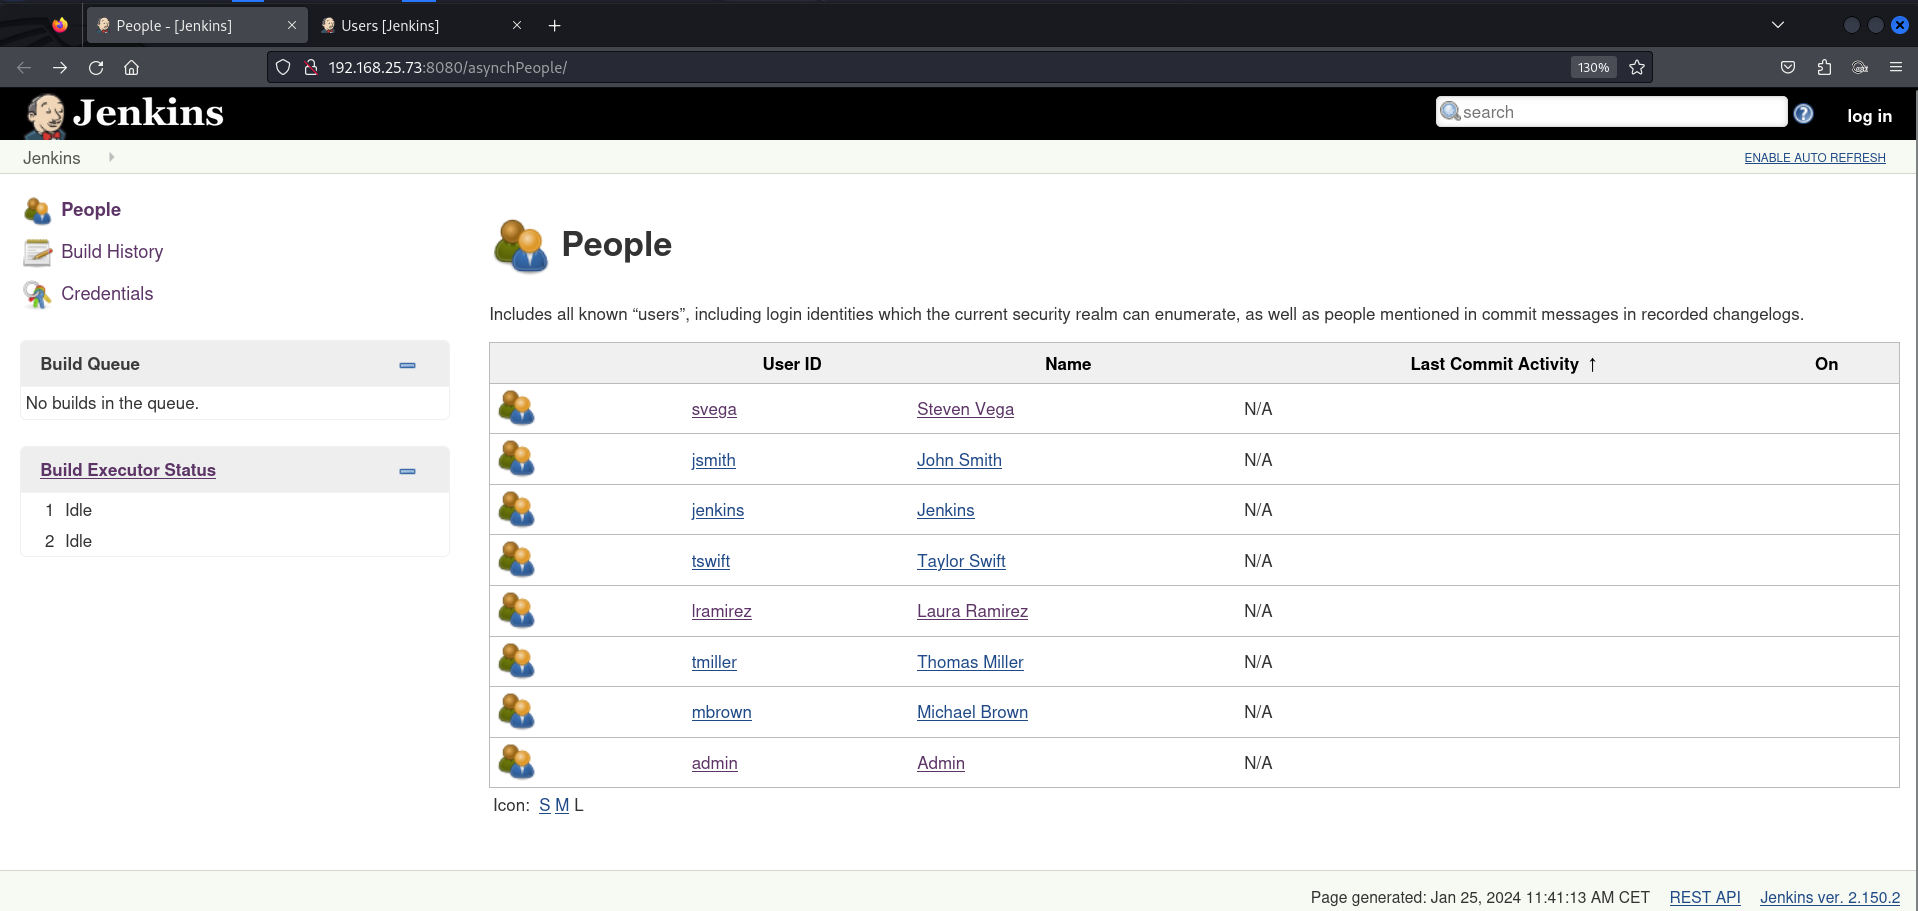 People - [Jenkins] Users [Jenkins]
192.168.25.73:8080/asynchPeople/ 130%
Jenkins search log in
Jenkins ENABLE AUTO REFRESH
People
Build History
Credentials
Build Queue
No builds in the queue.
Build Executor Status
1 Idle
2 Idle
People
Includes all known “users”, including login identities which the current security realm can enumerate, as well as people mentioned in commit messages in recorded changelogs.
User ID Name Last Commit Activity ↑ On
svega Steven Vega N/A
jsmith John Smith N/A
jenkins Jenkins N/A
tswift Taylor Swift N/A
lramirez Laura Ramirez N/A
tmiller Thomas Miller N/A
mbrown Michael Brown N/A
admin Admin N/A
Icon: S M L
Page generated: Jan 25, 2024 11:41:13 AM CET REST API Jenkins ver. 2.150.2